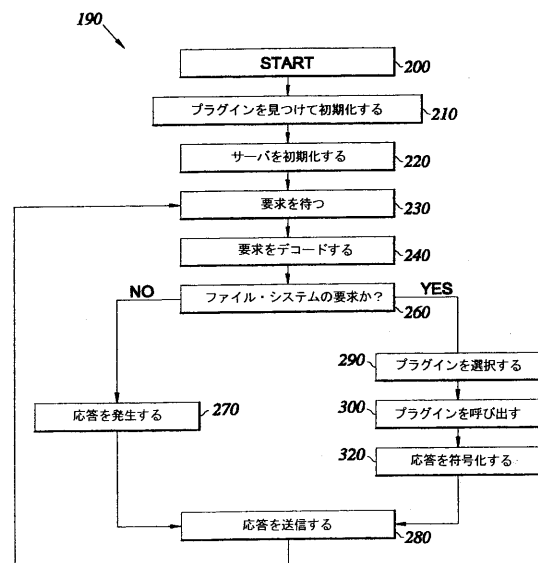 190
START
200
プラグインを見つけて初期化する
210
サーバを初期化する
220
要求を待つ
230
要求をデコードする
240
NO
ファイル・システムの要求か?
YES
260
290
プラグインを選択する
応答を発生する
270
300
プラグインを呼び出す
320
応答を符号化する
応答を送信する
280